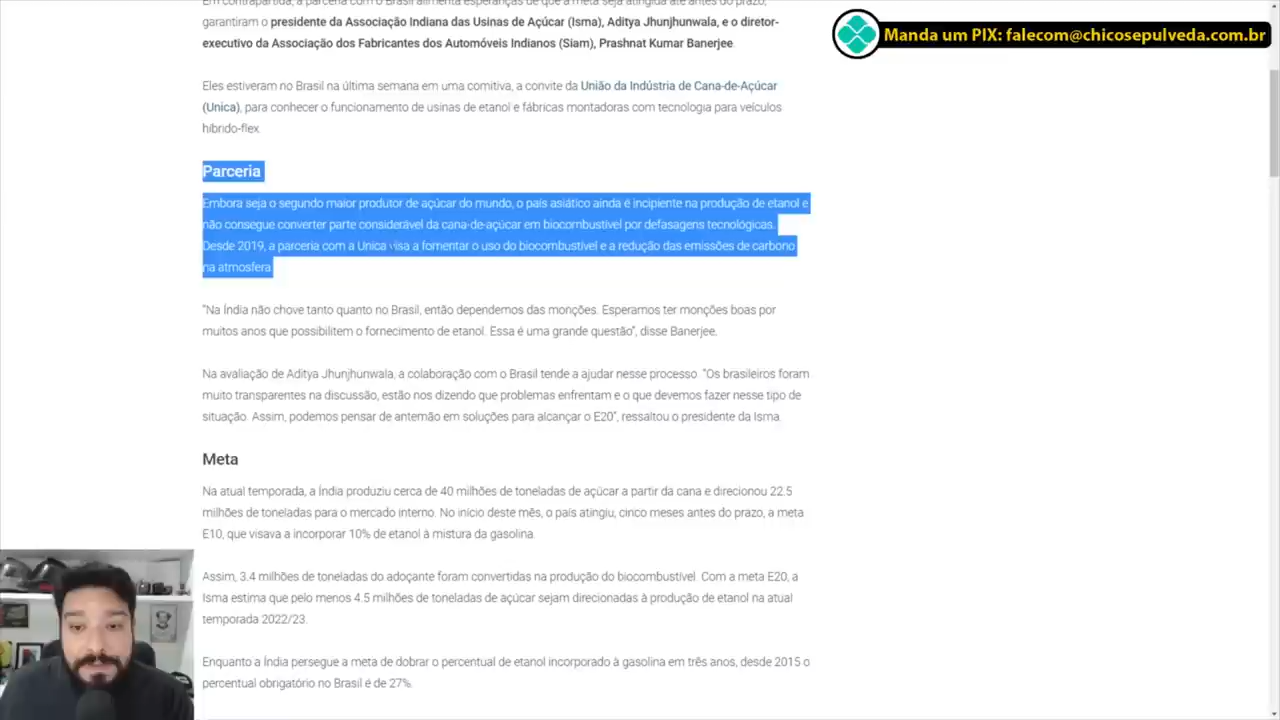 Em contrapartida, a parceria com o Brasil alimenta esperanças de que a meta seja atingida até antes do prazo,
garantiram o presidente da Associação Indiana das Usinas de Açúcar (Isma), Aditya Jhunjhunwala, e o diretor-
executivo da Associação dos Fabricantes dos Automóveis Indianos (Siam), Prashnat Kumar Banerjee.
Manda um PIX: falecom@chicosepulveda.com.br
Eles estiveram no Brasil na última semana em uma comitiva, a convite da União da Indústria de Cana-de-Açúcar
(Unica), para conhecer o funcionamento de usinas de etanol e fábricas montadoras com tecnologia para veículos
híbrido-flex.
Parceria
Embora seja o segundo maior produtor de açúcar do mundo, o país asiático ainda é incipiente na produção de etanol e
não consegue converter parte considerável da cana-de-açúcar em biocombustível por defasagens tecnológicas.
Desde 2019, a parceria com a Unica visa a fomentar o uso do biocombustível e a redução das emissões de carbono
na atmosfera.
“Na Índia não chove tanto quanto no Brasil, então dependemos das monções. Esperamos ter monções boas por
muitos anos que possibilitem o fornecimento de etanol. Essa é uma grande questão”, disse Banerjee.
Na avaliação de Aditya Jhunjhunwala, a colaboração com o Brasil tende a ajudar nesse processo. “Os brasileiros foram
muito transparentes na discussão, estão nos dizendo que problemas enfrentam e o que devemos fazer nesse tipo de
situação. Assim, podemos pensar de antemão em soluções para alcançar o E20”, ressaltou o presidente da Isma.
Meta
Na atual temporada, a Índia produziu cerca de 40 milhões de toneladas de açúcar a partir da cana e direcionou 22.5
milhões de toneladas para o mercado interno. No início deste mês, o país atingiu, cinco meses antes do prazo, a meta
E10, que visava a incorporar 10% de etanol à mistura da gasolina.
Assim, 3.4 milhões de toneladas do adoçante foram convertidas na produção do biocombustível. Com a meta E20, a
Isma estima que pelo menos 4.5 milhões de toneladas de açúcar sejam direcionadas à produção de etanol na atual
temporada 2022/23.
Enquanto a Índia persegue a meta de dobrar o percentual de etanol incorporado à gasolina em três anos, desde 2015 o
percentual obrigatório no Brasil é de 27%.